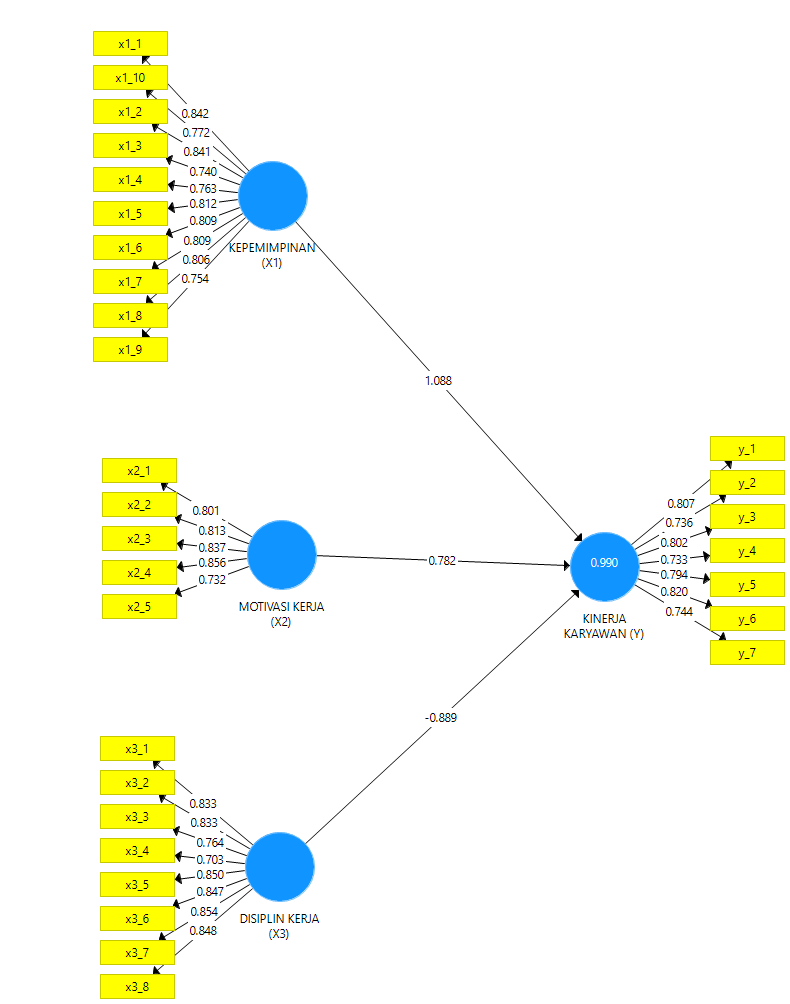 x1_1
x1_10
x1_2
x1_3
x1_4
x1_5
x1_6
x1_7
x1_8
x1_9
0.842
0.772
0.841
0.740
0.763
0.812
0.809
0.809
0.806
0.754
KEPEMIMPINAN
(X1)
1.088
x2_1
x2_2
x2_3
x2_4
x2_5
0.801
0.813
0.837
0.856
0.732
MOTIVASI KERJA
(X2)
0.782
0.990
KINERJA
KARYAWAN (Y)
0.807
0.736
0.802
0.733
0.794
0.820
0.744
y_1
y_2
y_3
y_4
y_5
y_6
y_7
-0.889
x3_1
x3_2
x3_3
x3_4
x3_5
x3_6
x3_7
x3_8
0.833
0.833
0.764
0.703
0.850
0.847
0.854
0.848
DISIPLIN KERJA
(X3)